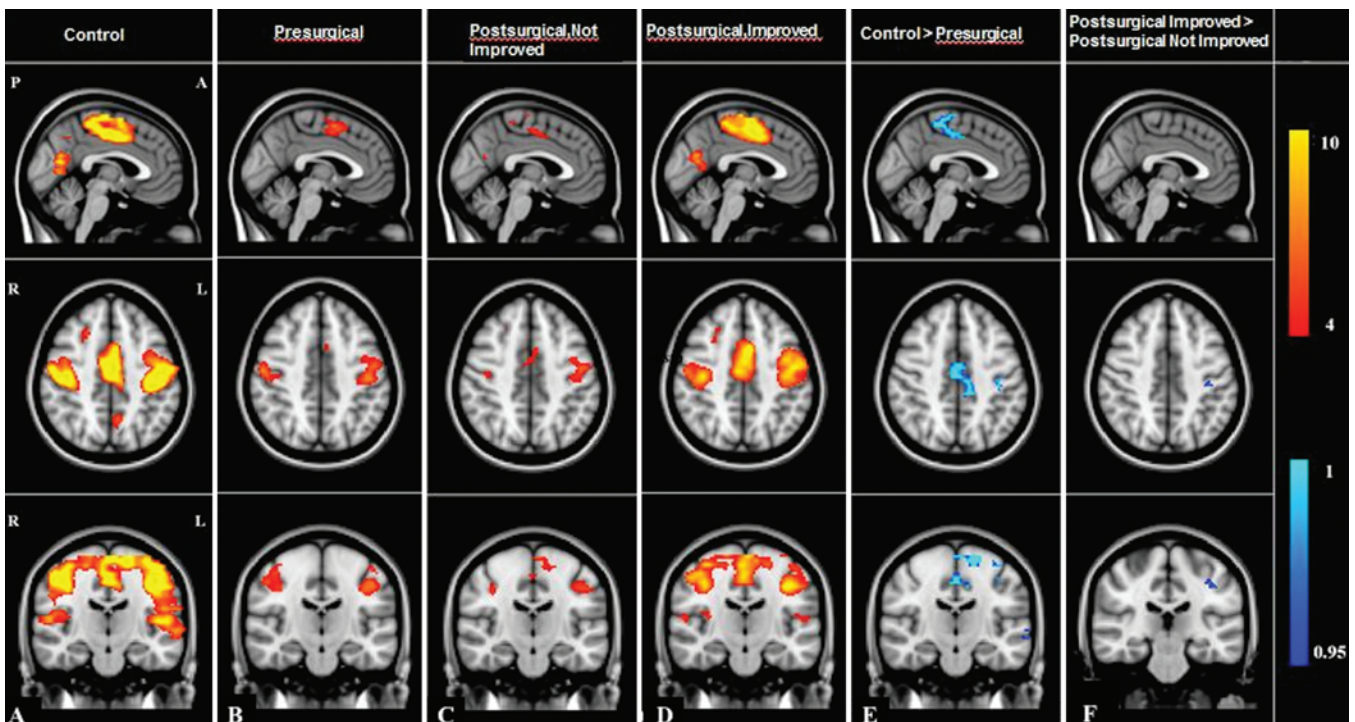 Control
Presurgical
Postsurgical,Not
Improved
Postsurgical,Improved
Control > Presurgical
Postsurgical Improved >
Postsurgical Not Improved
P A
R L
R L
10
4
1
0.95
A B C D E F